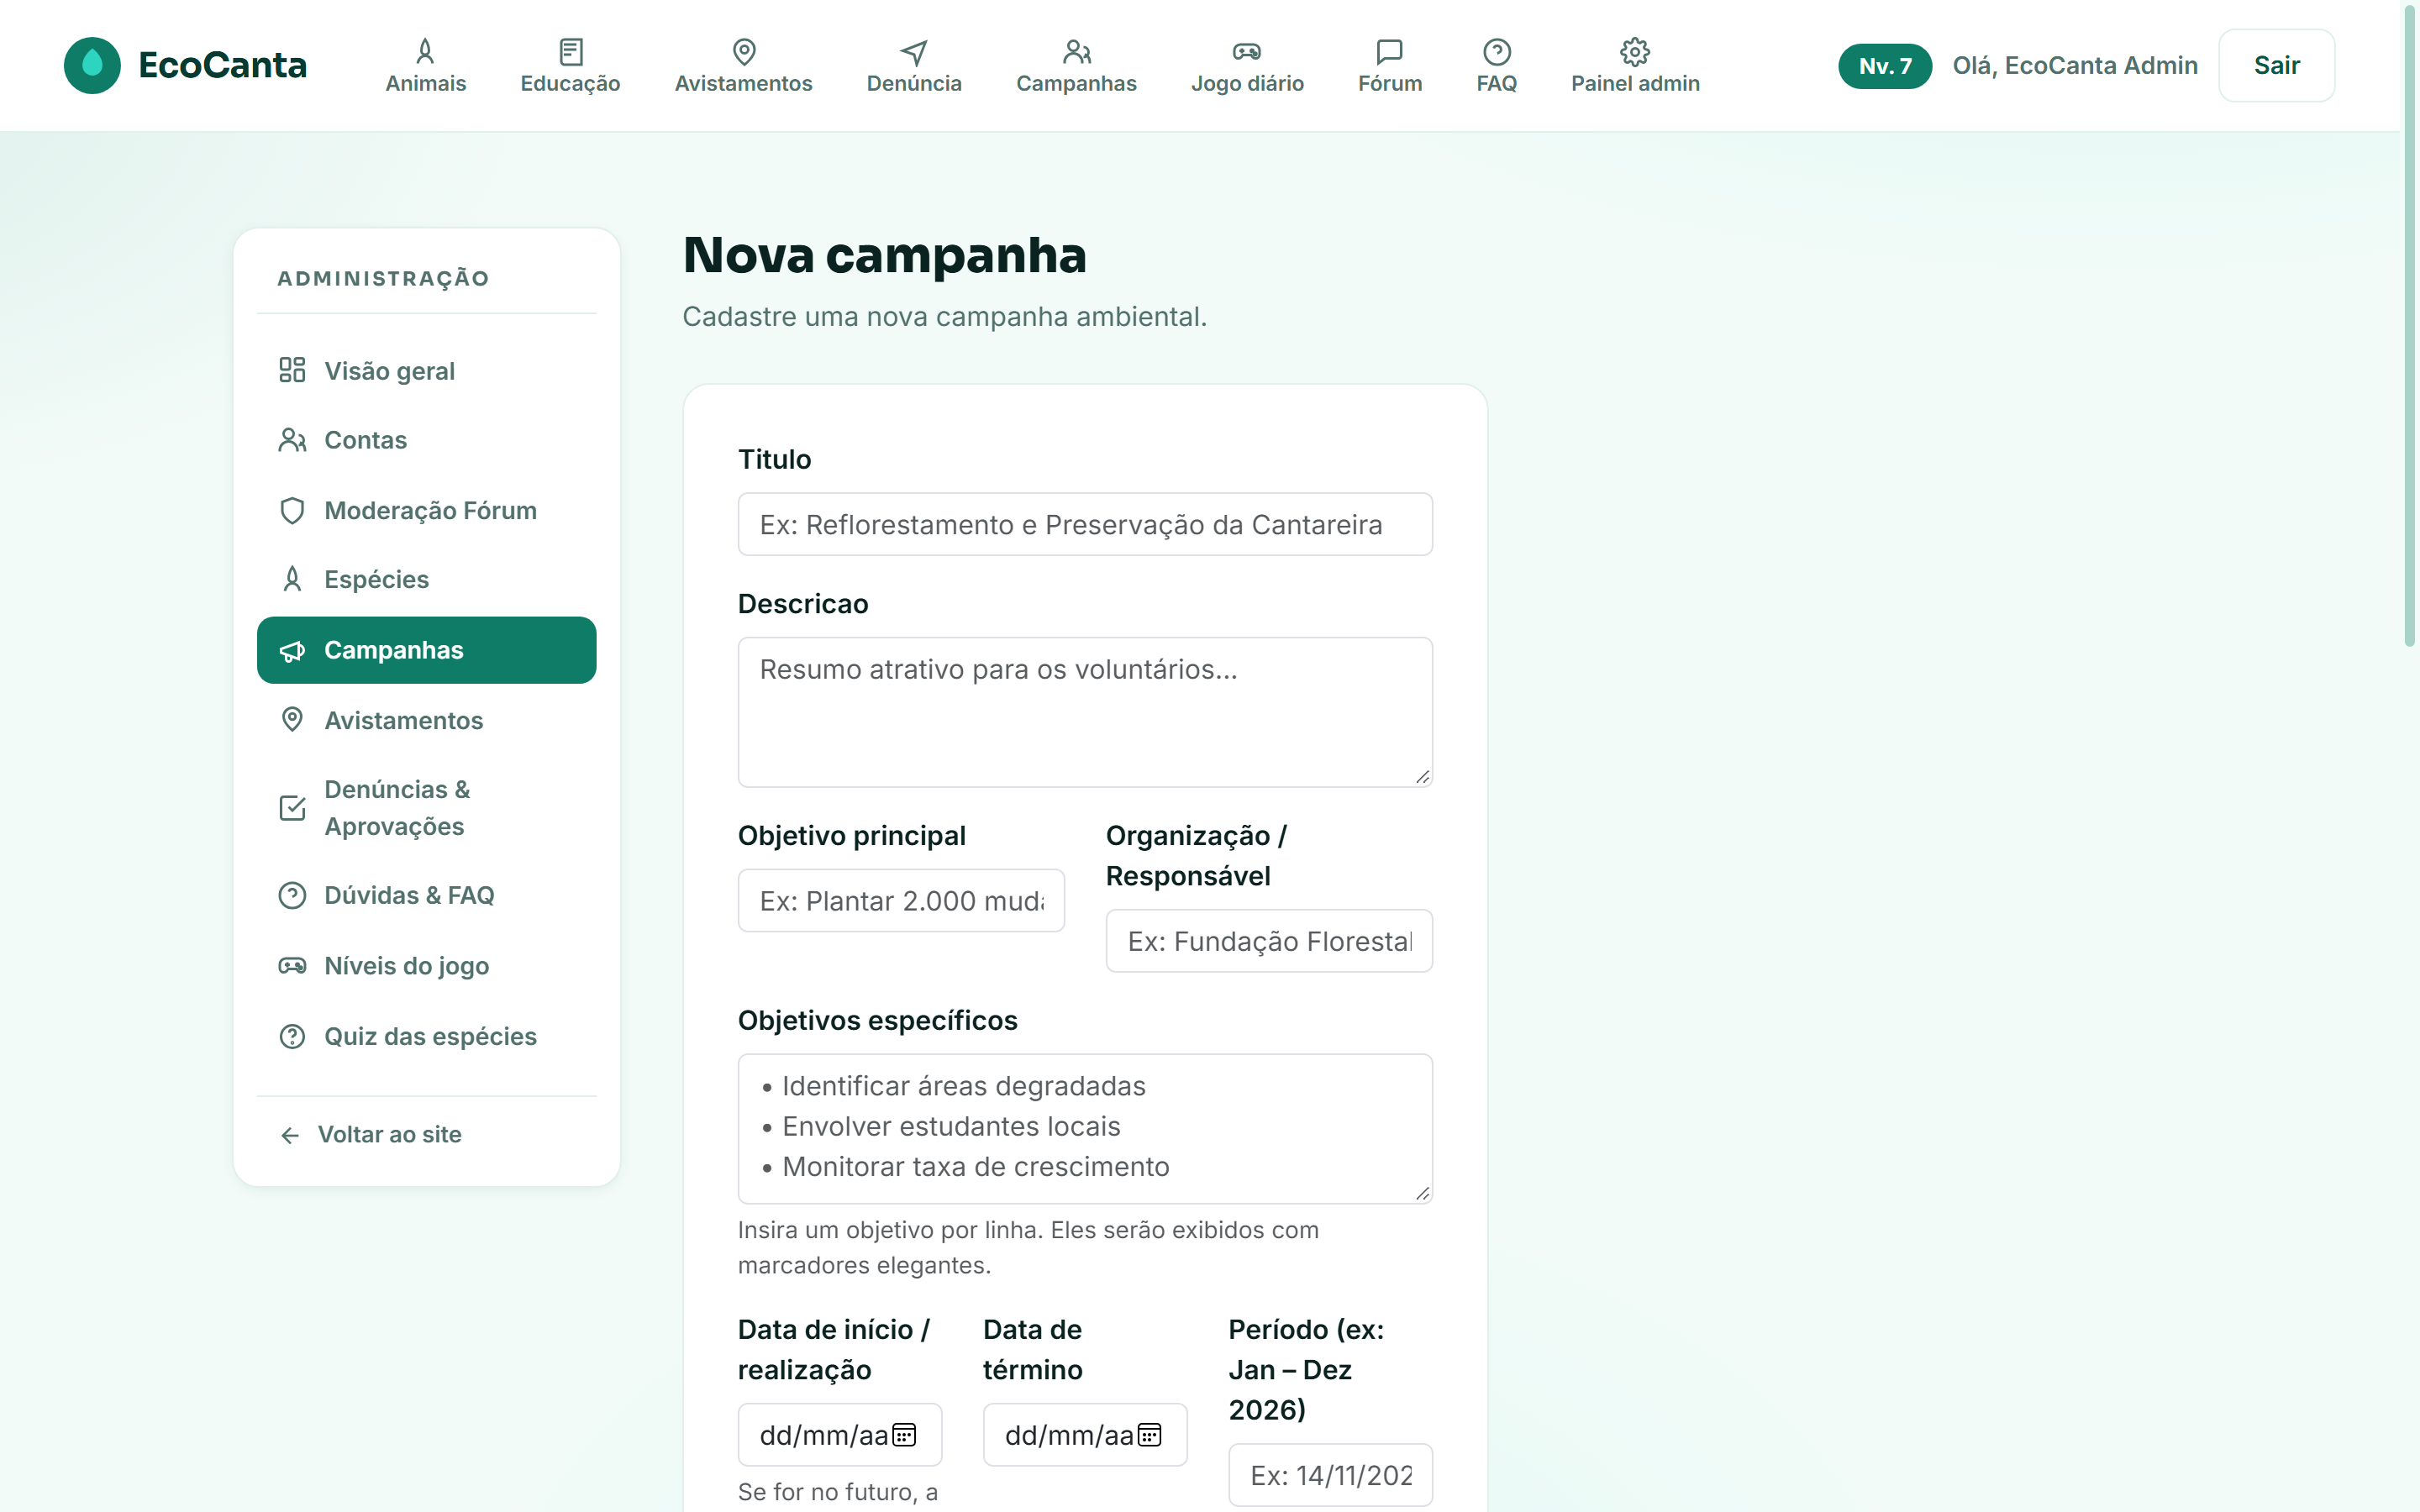 EcoCanta
Animais
Educação
Avistamentos
Denúncia
Campanhas
Jogo diário
Fórum
FAQ
Painel admin
Nv. 7
Olá, EcoCanta Admin
Sair
ADMINISTRAÇÃO
Visão geral
Contas
Moderação Fórum
Espécies
Campanhas
Avistamentos
Denúncias &
Aprovações
Dúvidas & FAQ
Níveis do jogo
Quiz das espécies
Voltar ao site
Nova campanha
Cadastre uma nova campanha ambiental.
Titulo
Ex: Reflorestamento e Preservação da Cantareira
Descricao
Resumo atrativo para os voluntários...
Objetivo principal
Ex: Plantar 2.000 muda
Organização /
Responsável
Ex: Fundação Florestal
Objetivos específicos
• Identificar áreas degradadas
• Envolver estudantes locais
• Monitorar taxa de crescimento
Insira um objetivo por linha. Eles serão exibidos com
marcadores elegantes.
Data de início /
realização
dd/mm/aa
Se for no futuro, a
Data de
término
dd/mm/aa
Período (ex:
Jan – Dez
2026)
Ex: 14/11/202